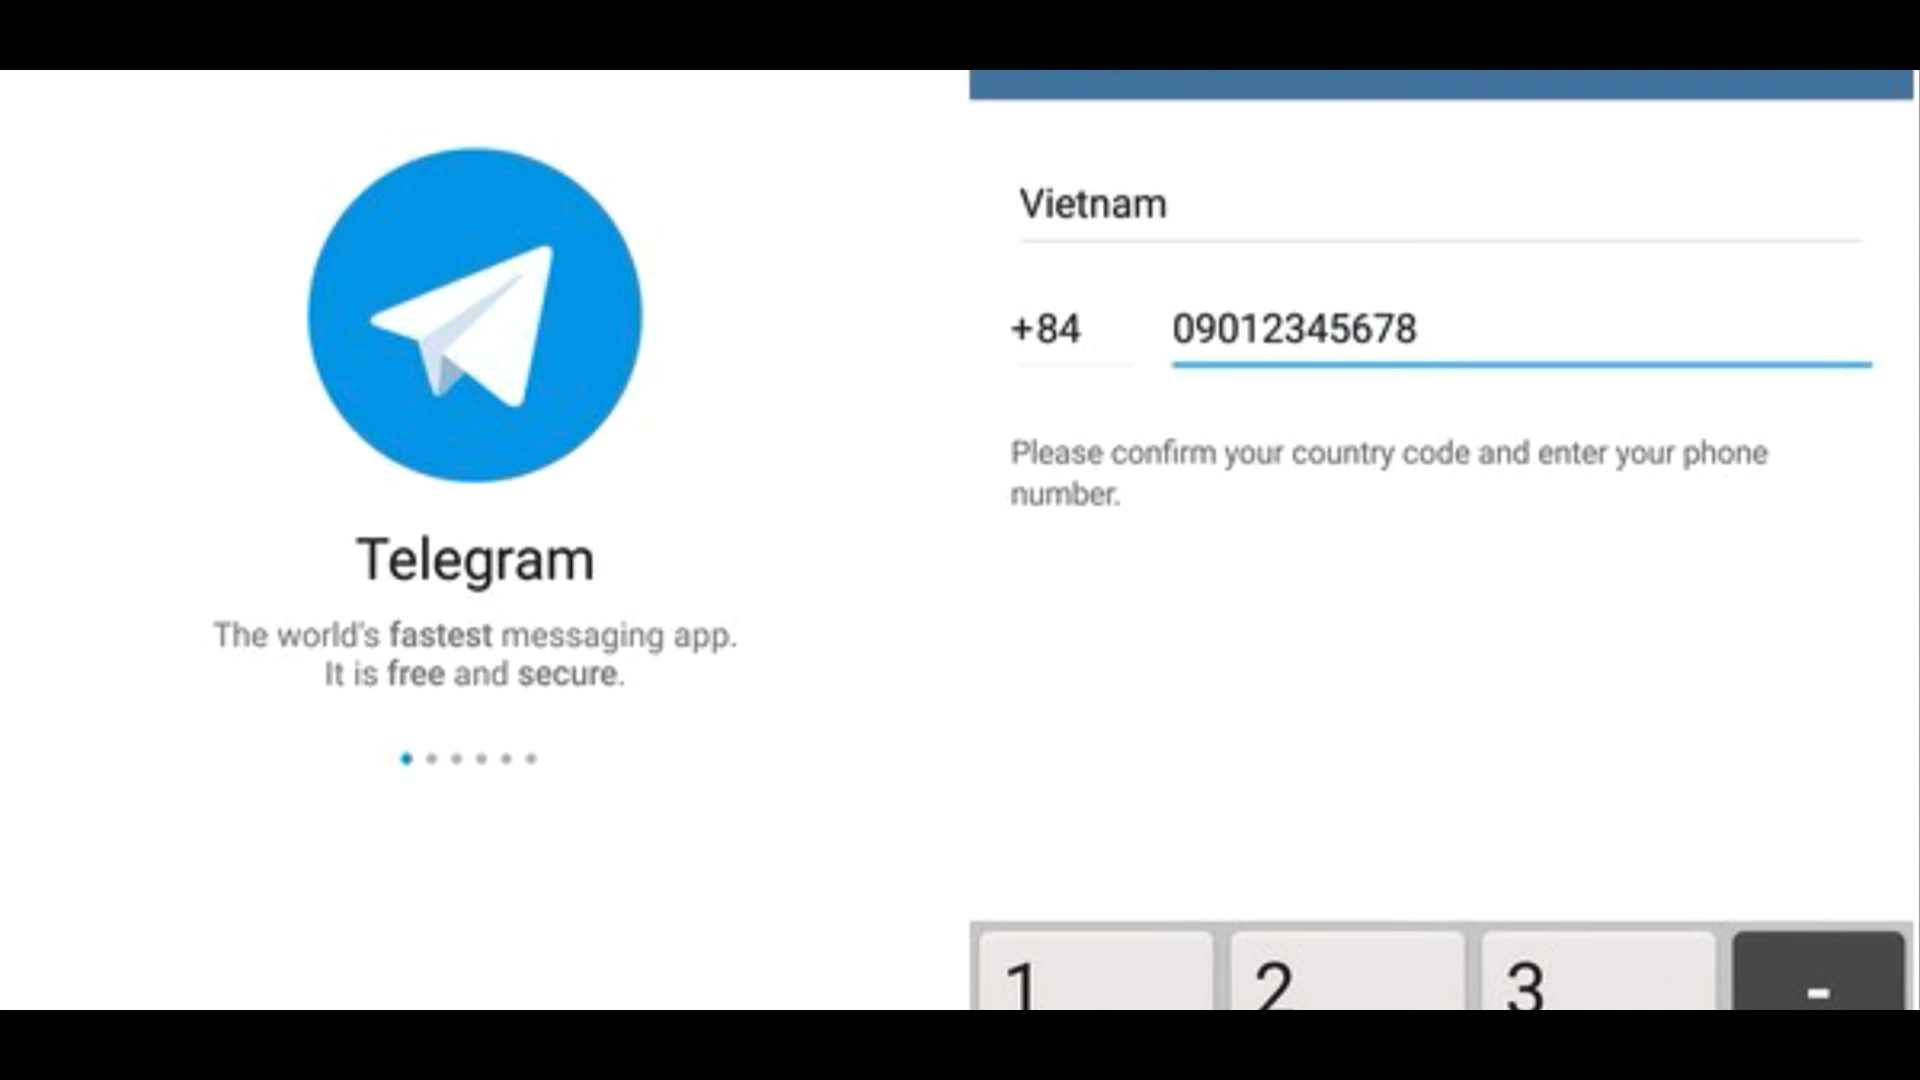 Telegram
The world's fastest messaging app.
It is free and secure.
Vietnam
+84 09012345678
Please confirm your country code and enter your phone
number.
1 2 3 -